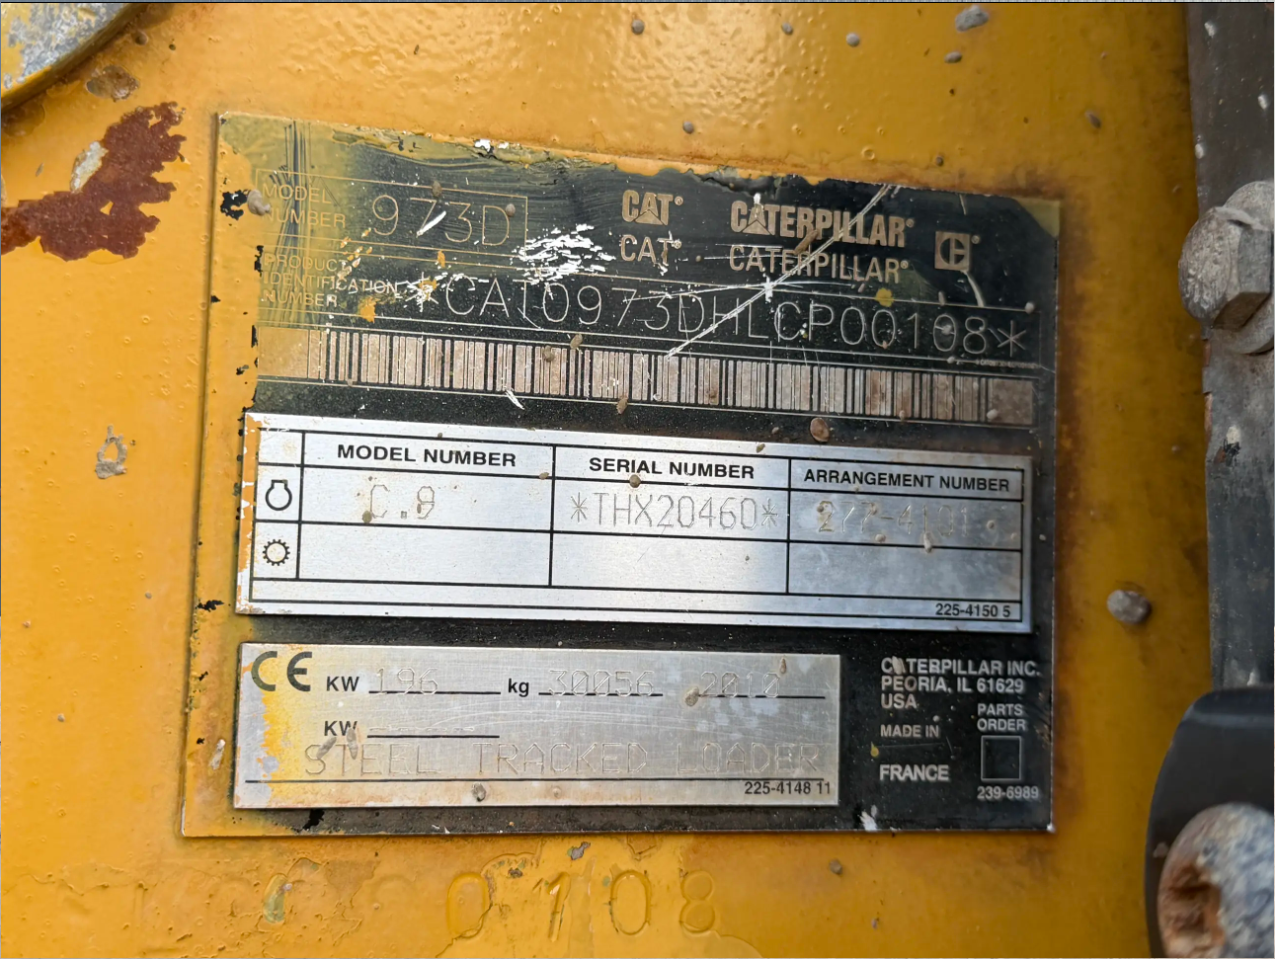 MODEL NUMBER 973D
CAT® CATERPILLAR®
CAT® CATERPILLAR®
PRODUCT IDENTIFICATION NUMBER *CAT0973DHLCP00108*
MODEL NUMBER SERIAL NUMBER ARRANGEMENT NUMBER
C.9 *THX20460*
225-4150 5
CE KW 196 kg 30056
KW
STEEL TRACKED LOADER
225-4148 11
CATERPILLAR INC.
PEORIA, IL 61629
USA
MADE IN
FRANCE
PARTS
ORDER
239-6989
0108